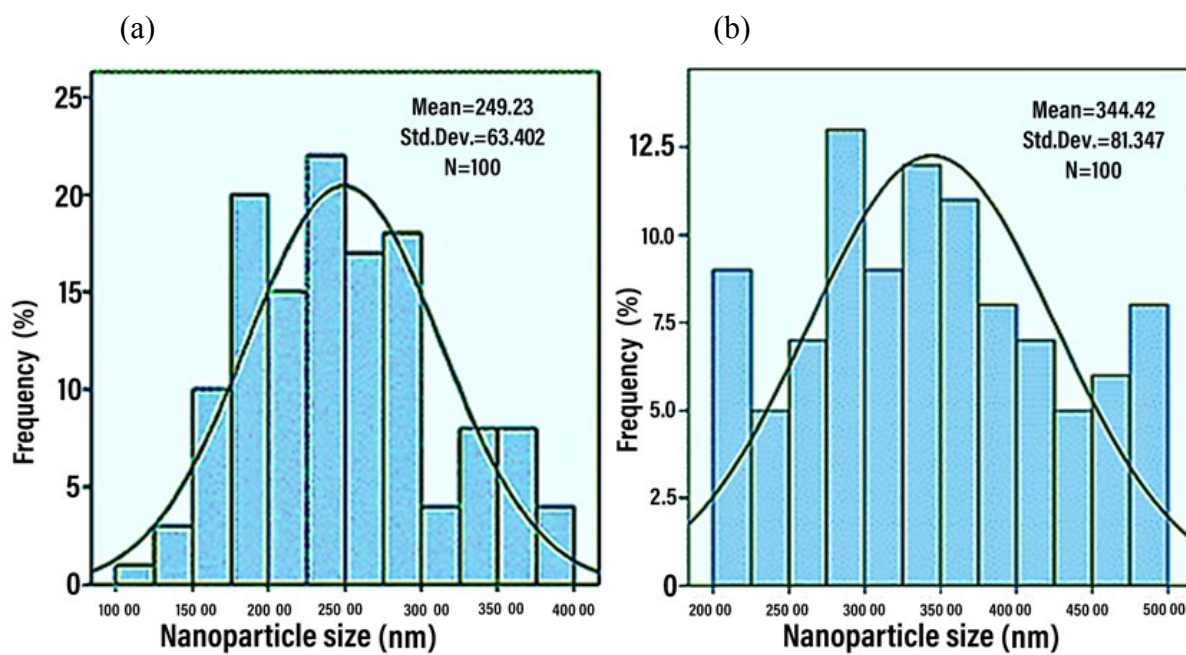 (a)
(b)
Mean=249.23
Std.Dev.=63.402
N=100
25
20
15
10
5
0
Frequency (%)
100 00 150 00 200 00 250 00 300 00 350 00 400 00
Nanoparticle size (nm)
Mean=344.42
Std.Dev.=81.347
N=100
12.5
10.0
7.5
5.0
2.5
0
Frequency (%)
200 00 250 00 300 00 350 00 400 00 450 00 500 00
Nanoparticle size (nm)